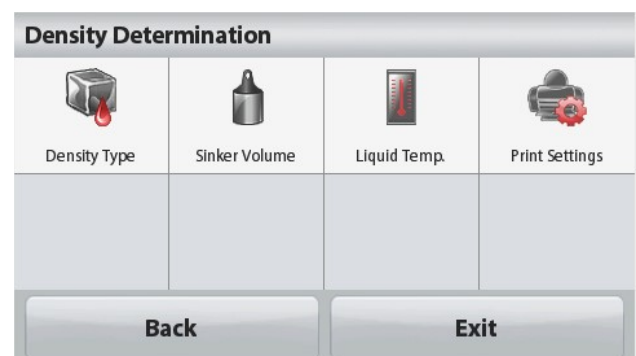 Density Determination
Density Type
Sinker Volume
Liquid Temp.
Print Settings
Back
Exit